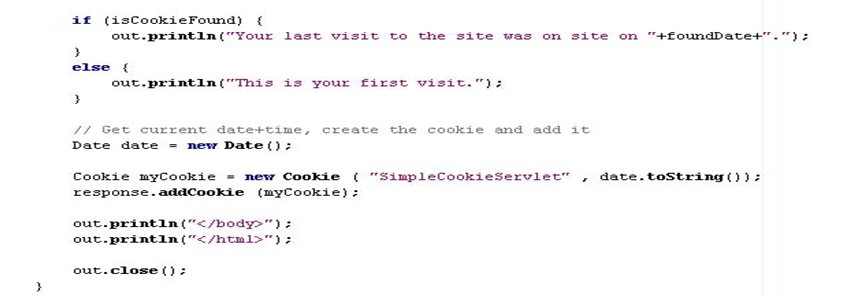 if (isCookieFound) {
out.println("Your last visit to the site was on site on "+foundDate+".");
}
else {
out.println("This is your first visit.");
}
// Get current date+time, create the cookie and add it
Date date = new Date();
Cookie myCookie = new Cookie ( "SimpleCookieServlet" , date.toString());
response.addCookie (myCookie);
out.println("</body>");
out.println("</html>");
out.close();
}